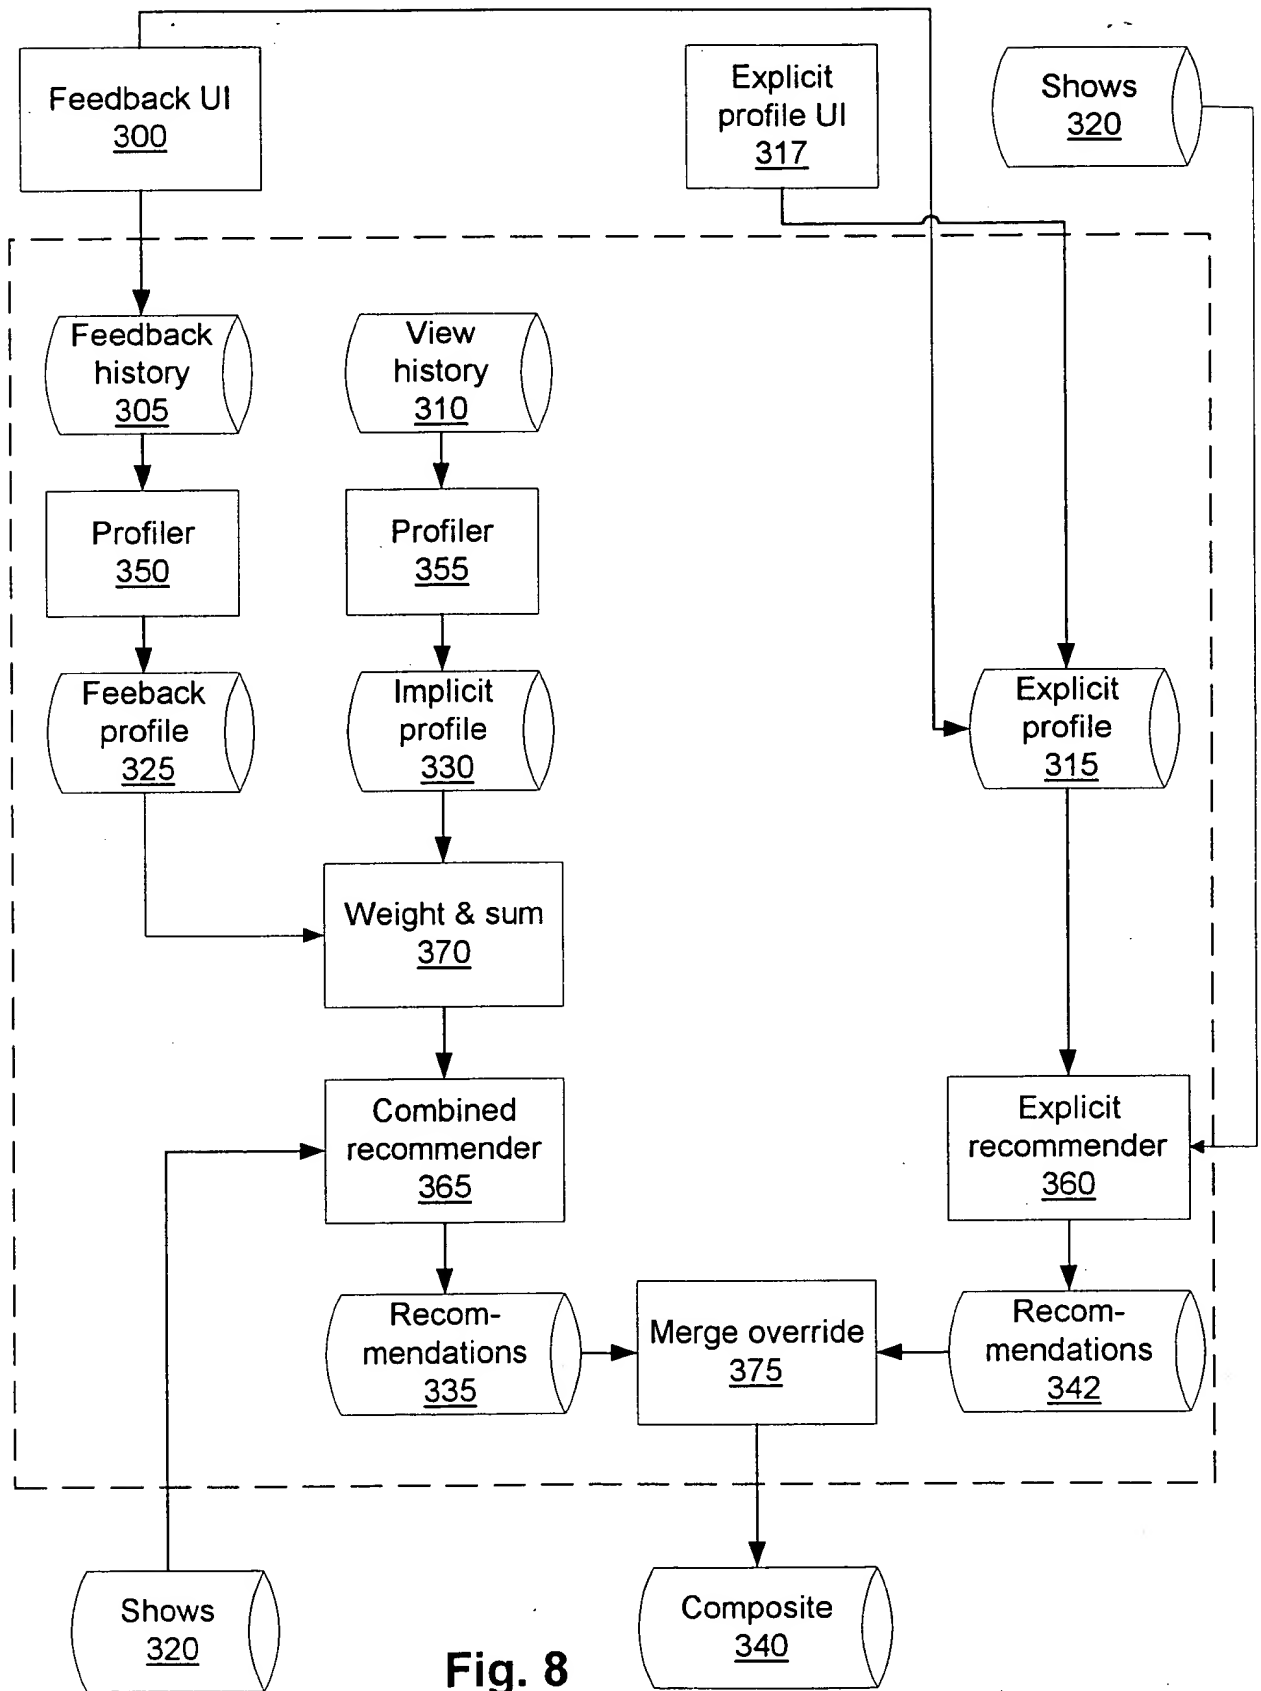 Feedback UI
300
Explicit
profile UI
317
Shows
320
Feedback
history
305
View
history
310
Profiler
350
Profiler
355
Feeback
profile
325
Implicit
profile
330
Explicit
profile
315
Weight & sum
370
Combined
recommender
365
Explicit
recommender
360
Recom-
mendations
335
Merge override
375
Recom-
mendations
342
Shows
320
Composite
340
Fig. 8